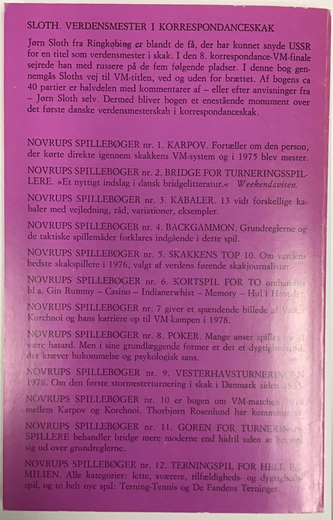 SLOTH. VERDENSMESTER I KORRESPONDANCESKAK
Jørn Sloth fra Ringkøbing er blandt de få, der har kunnet snyde USSR
for en titel som verdensmester i skak. I den 8. korrespondance-VM-finale
sejrede han med russere på de fem følgende pladser. I denne bog gen-
nemgås Sloths vej til VM-titlen, ved og uden for brættet. Af bogens ca
40 partier er halvdelen med kommentarer af – eller efter anvisninger fra
– Jørn Sloth selv. Dermed bliver bogen et enestående monument over
det første danske verdensmesterskab i korrespondanceskak.
NOVRUPS SPILLEBØGER nr. 1. KARPOV. Fortæller om den person,
der kørte direkte igennem skakkens VM-system og i 1975 blev mester.
NOVRUPS SPILLEBØGER nr. 2. BRIDGE FOR TURNERINGSSPIL-
LERE. »Et nyttigt indslag i dansk bridgelitteratur.« Weekendavisen.
NOVRUPS SPILLEBØGER nr. 3. KABALER. 13 vidt forskellige ka-
baler med vejledning, råd, variationer, eksempler.
NOVRUPS SPILLEBØGER nr. 4. BACKGAMMON. Grundreglerne og
de taktiske spillemåder forklares indgående i dette spil.
NOVRUPS SPILLEBØGER nr. 5. SKAKKENS TOP 10. Om verdens
bedste skakspillere i 1976, valgt af verdens førende skakjournalister.
NOVRUPS SPILLEBØGER nr. 6. KORTSPIL FOR TO omhandler
bl.a. Gin Rummy – Casino – Indianerwhist – Memory – Hul i Hovedet.
NOVRUPS SPILLEBØGER nr. 7 giver et spændende billede af Viktor
Korchnoi og hans karriere op til VM-kampen i 1978.
NOVRUPS SPILLEBØGER nr. 8. POKER. Mange anser spillet for at
være hasard. Men i sine grundlæggende former er det et dygtighedsspil,
der kræver hukommelse og psykologisk sans.
NOVRUPS SPILLEBØGER nr. 9. VESTERHAVSTURNERINGEN
1978. Om den første stormesterturnering i skak i Danmark siden
NOVRUPS SPILLEBØGER nr. 10 er bogen om VM-matchen
mellem Karpov og Korchnoi. Thorbjørn Rosenlund har kommenteret
NOVRUPS SPILLEBØGER nr. 11. GOREN FOR TURNERINGS-
SPILLERE behandler bridge mere moderne end hidtil uden at
sig ud over grundreglerne.
NOVRUPS SPILLEBØGER nr. 12. TERNINGSPIL FOR HELE FA-
MILIEN. Alle kategorier: lette, sværere, tilfældigheds- og dygtigheds-
spil, og to helt nye spil: Terning-Tennis og De Fandens Terninger.